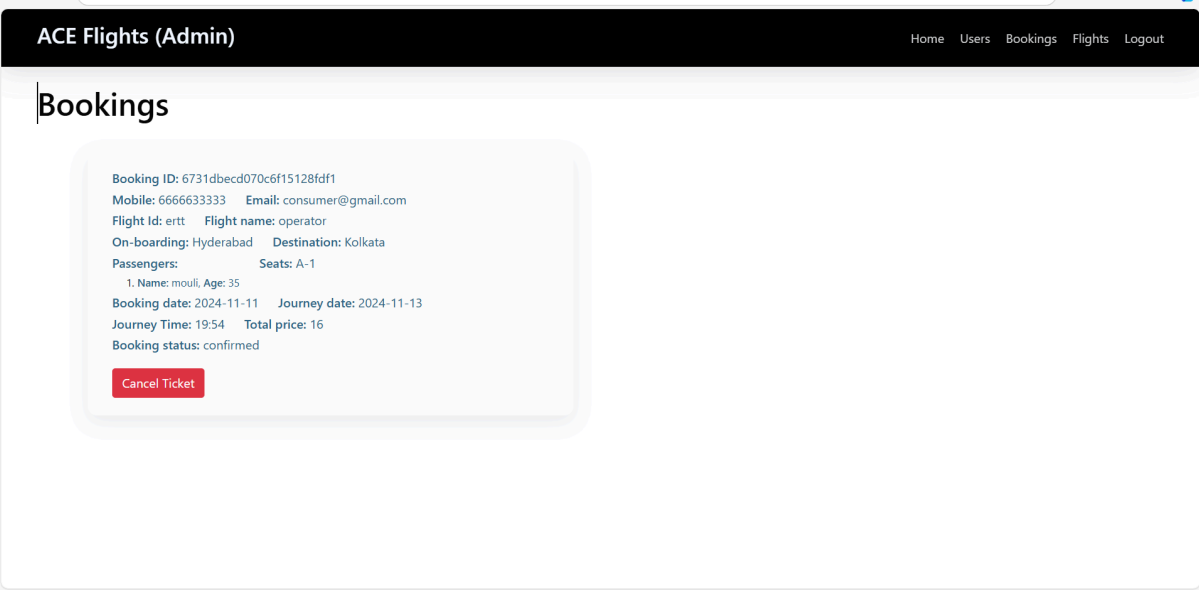 ACE Flights (Admin)
Home Users Bookings Flights Logout
Bookings
Booking ID: 6731dbecd070c6f15128fdf1
Mobile: 6666633333 Email: consumer@gmail.com
Flight Id: ertt Flight name: operator
On-boarding: Hyderabad Destination: Kolkata
Passengers: Seats: A-1
1. Name: mouli, Age: 35
Booking date: 2024-11-11 Journey date: 2024-11-13
Journey Time: 19:54 Total price: 16
Booking status: confirmed
Cancel Ticket